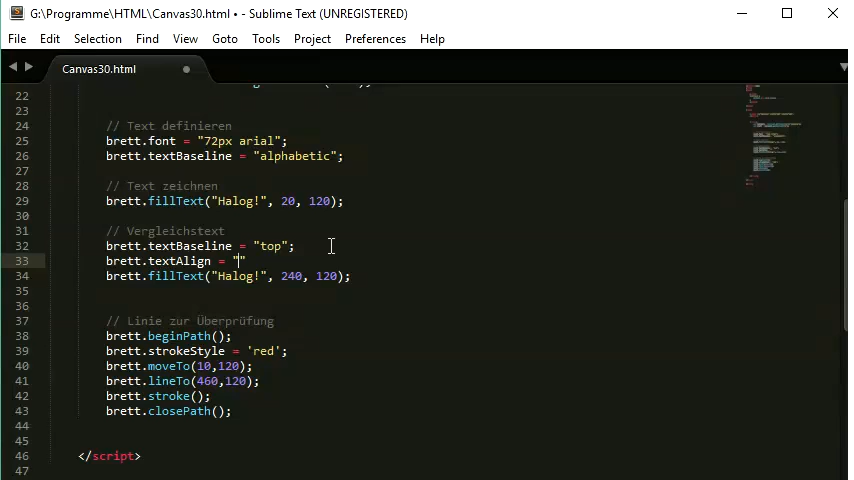 G:\Programme\HTML\Canvas30.html • - Sublime Text (UNREGISTERED)
File Edit Selection Find View Goto Tools Project Preferences Help
Canvas30.html
22
23
24 // Text definieren
25 brett.font = "72px arial";
26 brett.textBaseline = "alphabetic";
27
28 // Text zeichnen
29 brett.fillText("Halog!", 20, 120);
30
31 // Vergleichstext
32 brett.textBaseline = "top";
33 brett.textAlign = ""
34 brett.fillText("Halog!", 240, 120);
35
36
37 // Linie zur Überprüfung
38 brett.beginPath();
39 brett.strokeStyle = 'red';
40 brett.moveTo(10,120);
41 brett.lineTo(460,120);
42 brett.stroke();
43 brett.closePath();
44
45
46 </script>
47